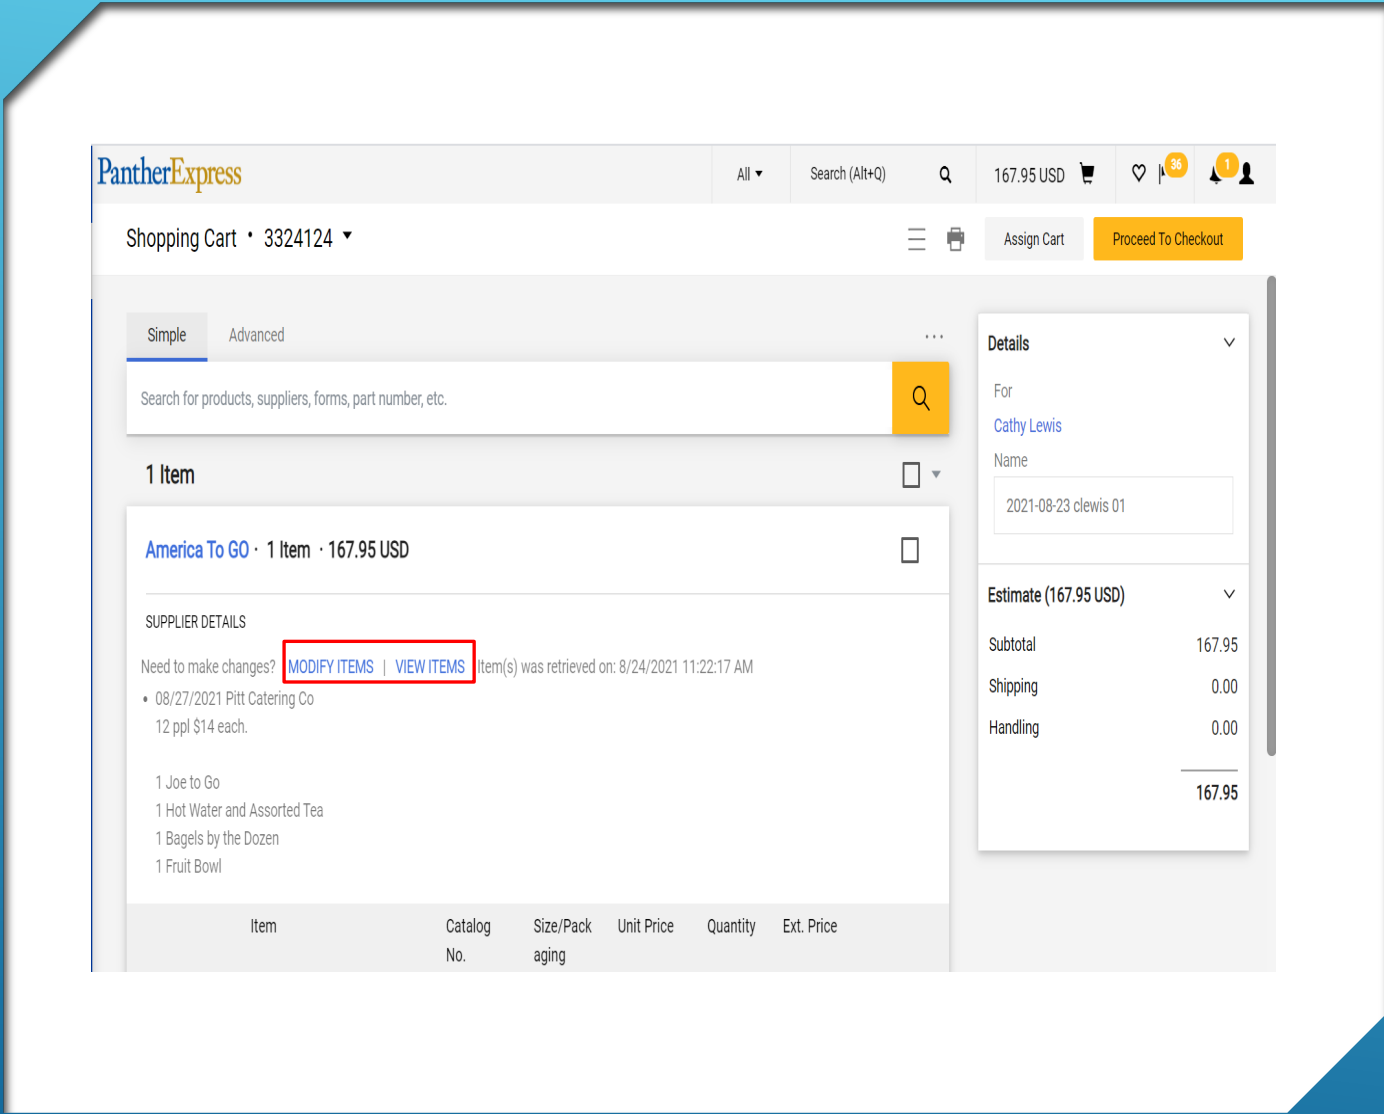 PantherExpress
All
Search (Alt+Q)
167.95 USD
36
1
Shopping Cart • 3324124
Assign Cart
Proceed To Checkout
Simple
Advanced
...
Search for products, suppliers, forms, part number, etc.
1 Item
America To GO · 1 Item · 167.95 USD
SUPPLIER DETAILS
Need to make changes? MODIFY ITEMS | VIEW ITEMS Item(s) was retrieved on: 8/24/2021 11:22:17 AM
• 08/27/2021 Pitt Catering Co
12 ppl $14 each.
1 Joe to Go
1 Hot Water and Assorted Tea
1 Bagels by the Dozen
1 Fruit Bowl
Item
Catalog
No.
Size/Pack
aging
Unit Price
Quantity
Ext. Price
Details
For
Cathy Lewis
Name
2021-08-23 clewis 01
Estimate (167.95 USD)
Subtotal 167.95
Shipping 0.00
Handling 0.00
167.95